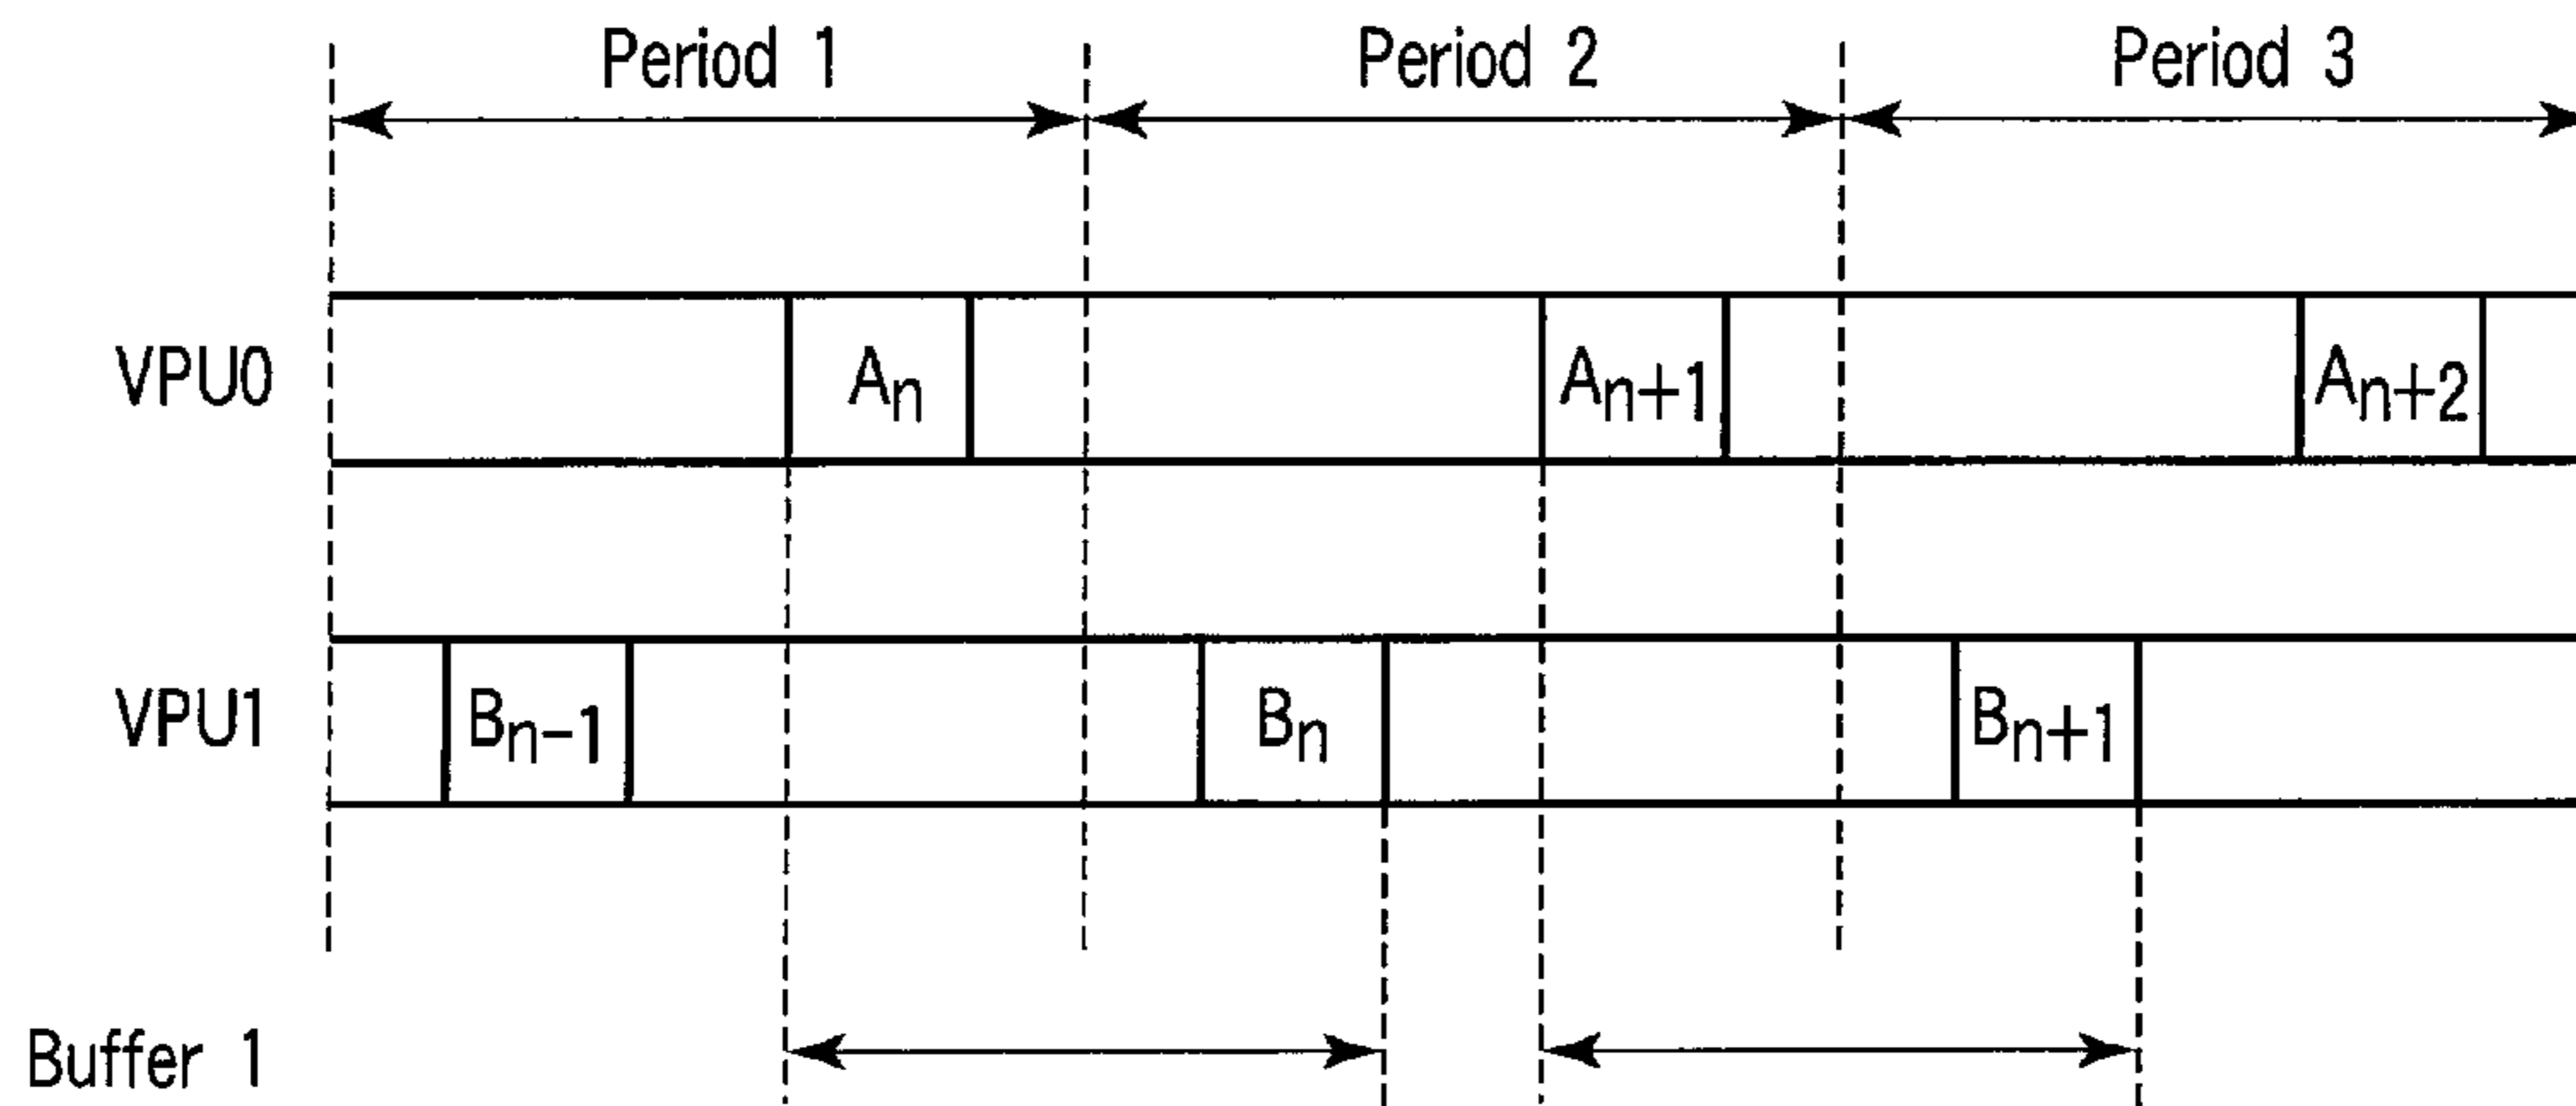 Period 1 Period 2 Period 3
VPU0 An An+1 An+2
VPU1 Bn-1 Bn Bn+1
Buffer 1